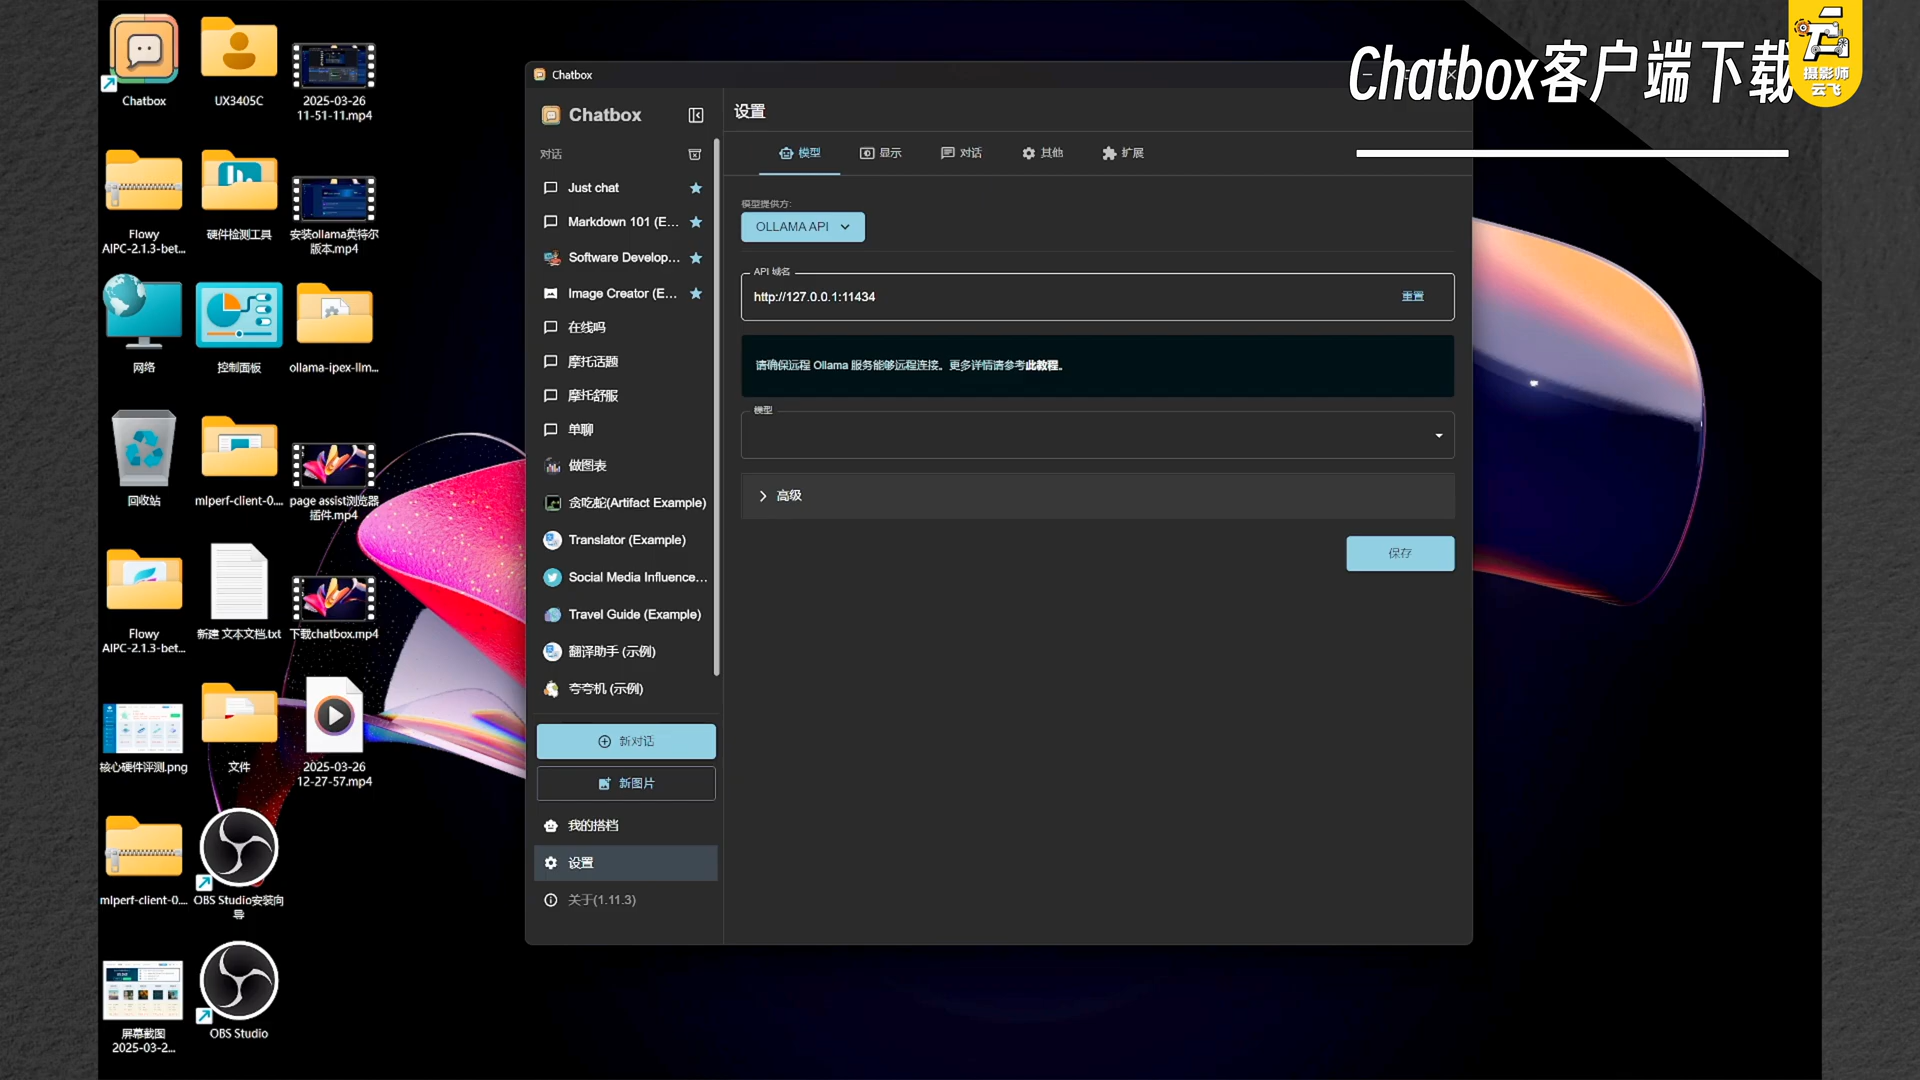 Chatbox客户端下载
摄影师
云飞
Chatbox
UX3405C
2025-03-26
11-51-11.mp4
Flowy
AIPC-2.1.3-bet...
硬件检测工具
安装ollama英特尔
版本.mp4
网络
控制面板
ollama-ipex-llm...
回收站
mlperf-client-0....
page assist浏览器
插件.mp4
Flowy
AIPC-2.1.3-bet...
新建 文本文档.txt
下载chatbox.mp4
核心硬件评测.png
文件
2025-03-26
12-27-57.mp4
mlperf-client-0....
OBS Studio安装向
导
屏幕截图
2025-03-2...
OBS Studio
Chatbox
Chatbox
对话
Just chat
Markdown 101 (E...
Software Develop...
Image Creator (E...
在线吗
摩托话题
摩托舒服
单聊
做图表
贪吃蛇(Artifact Example)
Translator (Example)
Social Media Influence...
Travel Guide (Example)
翻译助手 (示例)
夸夸机 (示例)
新对话
新图片
我的搭档
设置
关于(1.11.3)
设置
模型
显示
对话
其他
扩展
模型提供方:
OLLAMA API
API 域名
http://127.0.0.1:11434
重置
请确保远程 Ollama 服务能够远程连接。更多详情请参考此教程。
模型
高级
保存